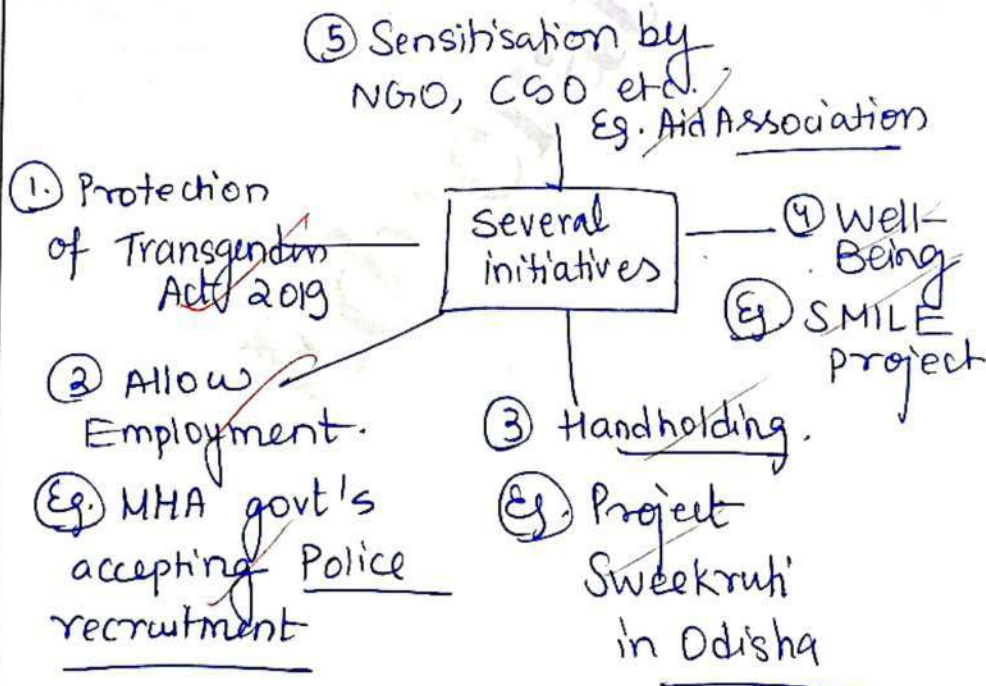 ⑤ Sensitisation by
NGO, CSO etc.
Eg. Aid Association
Several
initiatives
①. Protection
of Transgender
Act 2019
② Allow
Employment.
Eg. MHA govt's
accepting Police
recruitment
③ Handholding.
Eg. Project
Sweekruti
in Odisha
④ Well-
Being
Eg SMILE
project